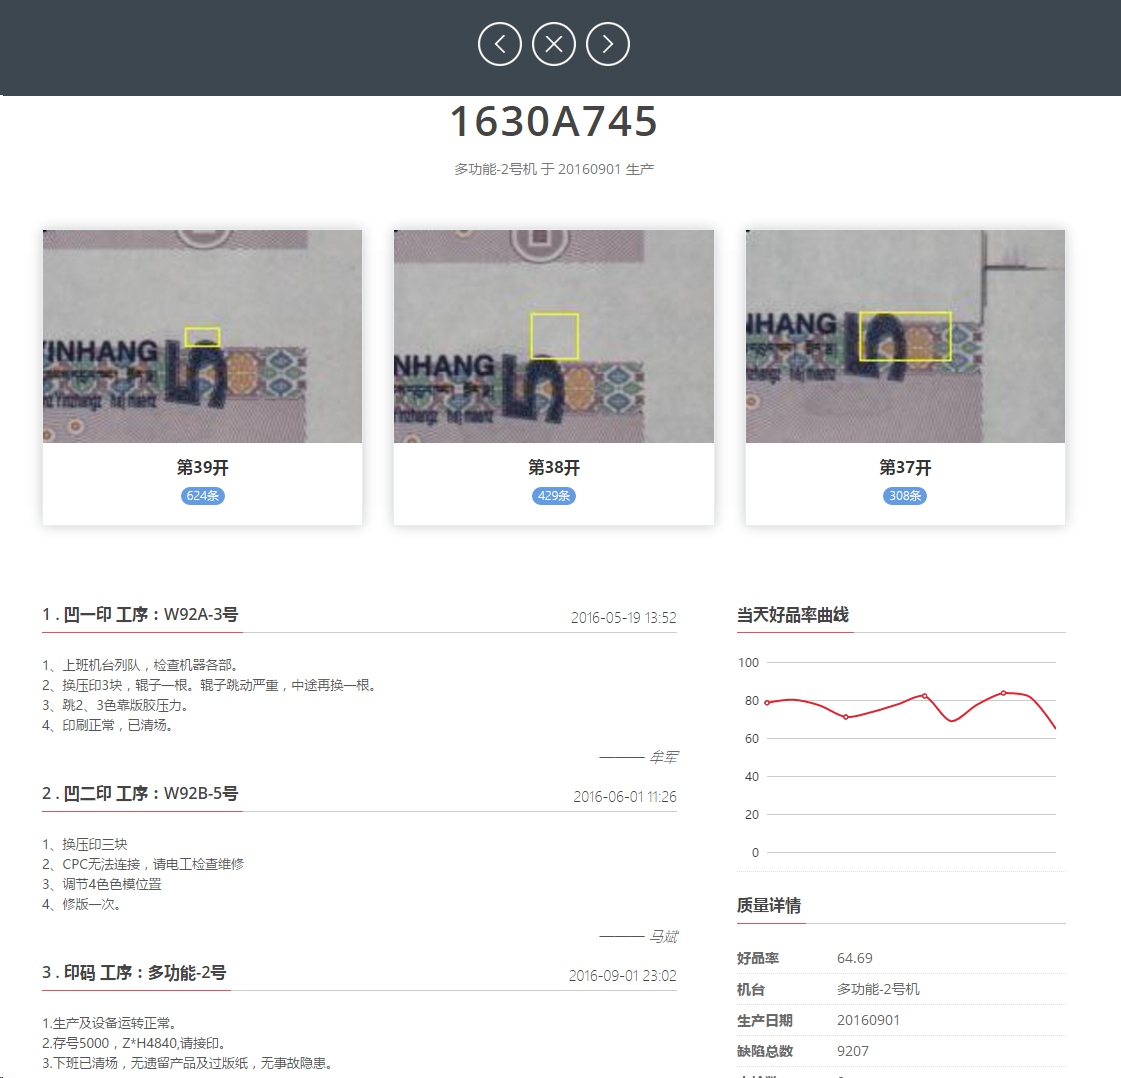 1630A745
多功能-2号机 于 20160901 生产
YINHANG
5
NHANG
5
NHANG
5
第39开
624条
第38开
429条
第37开
308条
1 . 凹一印 工序：W92A-3号
2016-05-19 13:52
1、上班机台列队，检查机器各部。
2、换压印3块，辊子一根。辊子跳动严重，中途再换一根。
3、跳2、3色靠版胶压力。
4、印刷正常，已清场。
——— 牟军
2 . 凹二印 工序：W92B-5号
2016-06-01 11:26
1、换压印三块
2、CPC无法连接，请电工检查维修
3、调节4色色模位置
4、修版一次。
——— 马斌
3 . 印码 工序：多功能-2号
2016-09-01 23:02
1.生产及设备运转正常。
2.存号5000，Z*H4840,请接印。
3.下班已清场，无遗留产品及过版纸，无事故隐患。
当天好品率曲线
100
80
60
40
20
0
质量详情
好品率 64.69
机台 多功能-2号机
生产日期 20160901
缺陷总数 9207